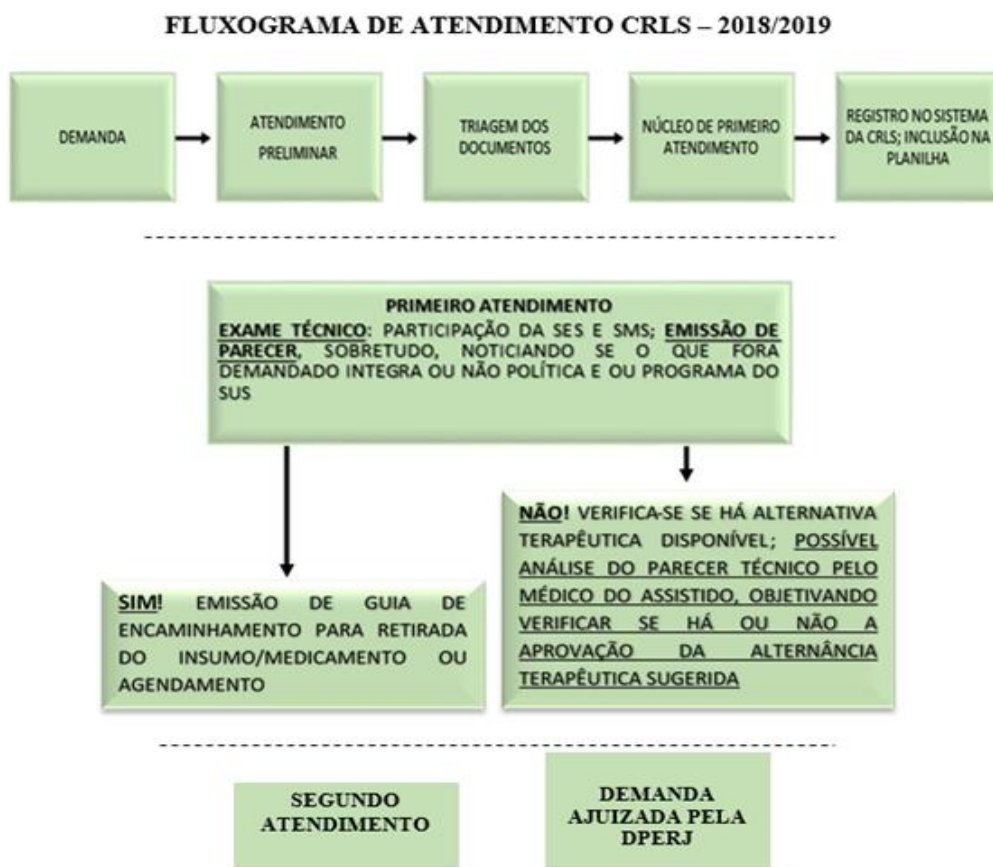 FLUXOGRAMA DE ATENDIMENTO CRLS – 2018/2019
DEMANDA
ATENDIMENTO
PRELIMINAR
TRIAGEM DOS
DOCUMENTOS
NÚCLEO DE PRIMEIRO
ATENDIMENTO
REGISTRO NO SISTEMA
DA CRLS; INCLUSÃO NA
PLANILHA
PRIMEIRO ATENDIMENTO
EXAME TÉCNICO: PARTICIPAÇÃO DA SES E SMS; EMISSÃO DE
PARECER, SOBRETUDO, NOTICIANDO SE O QUE FORA
DEMANDADO INTEGRA OU NÃO POLÍTICA E OU PROGRAMA DO
SUS
SIM! EMISSÃO DE GUIA DE
ENCAMINHAMENTO PARA RETIRADA
DO INSUMO/MEDICAMENTO OU
AGENDAMENTO
NÃO! VERIFICA-SE SE HÁ ALTERNATIVA
TERAPÊUTICA DISPONÍVEL; POSSÍVEL
ANÁLISE DO PARECER TÉCNICO PELO
MÉDICO DO ASSISTIDO, OBJETIVANDO
VERIFICAR SE HÁ OU NÃO A
APROVAÇÃO DA ALTERNÂNCIA
TERAPÊUTICA SUGERIDA
SEGUNDO
ATENDIMENTO
DEMANDA
AJUIZADA PELA
DPERJ